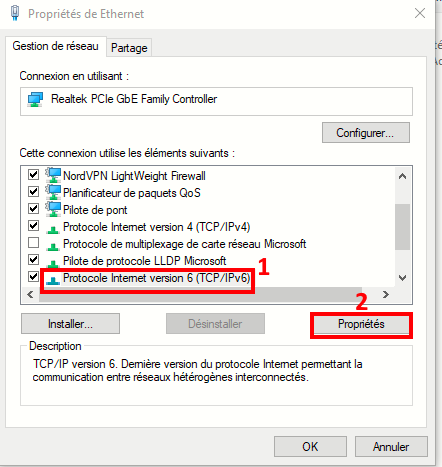 Propriétés de Ethernet
Gestion de réseau
Partage
Connexion en utilisant :
Realtek PCIe GbE Family Controller
Configurer...
Cette connexion utilise les éléments suivants :
NordVPN LightWeight Firewall
Planificateur de paquets QoS
Pilote de pont
Protocole Internet version 4 (TCP/IPv4)
Protocole de multiplexage de carte réseau Microsoft
Pilote de protocole LLDP Microsoft
1
Protocole Internet version 6 (TCP/IPv6)
2
Installer...
Désinstaller
Propriétés
Description
TCP/IP version 6. Dernière version du protocole Internet permettant la
communication entre réseaux hétérogènes interconnectés.
OK
Annuler